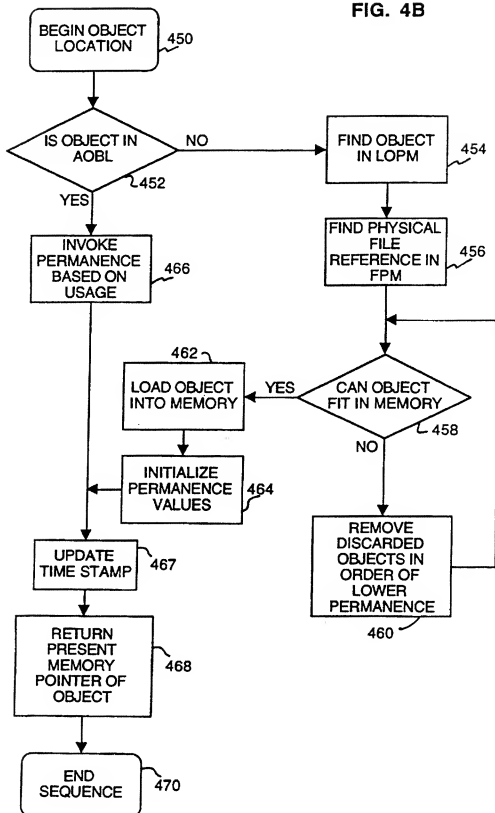 FIG. 4B
BEGIN OBJECT
LOCATION
450
IS OBJECT IN
AOBL
452
NO
YES
FIND OBJECT
IN LOPM
454
FIND PHYSICAL
FILE
REFERENCE IN
FPM
456
INVOKE
PERMANENCE
BASED ON
USAGE
466
462
LOAD OBJECT
INTO MEMORY
YES
CAN OBJECT
FIT IN MEMORY
458
NO
INITIALIZE
PERMANENCE
VALUES
464
REMOVE
DISCARDED
OBJECTS IN
ORDER OF
LOWER
PERMANENCE
460
UPDATE
TIME STAMP
467
RETURN
PRESENT
MEMORY
POINTER OF
OBJECT
468
END
SEQUENCE
470